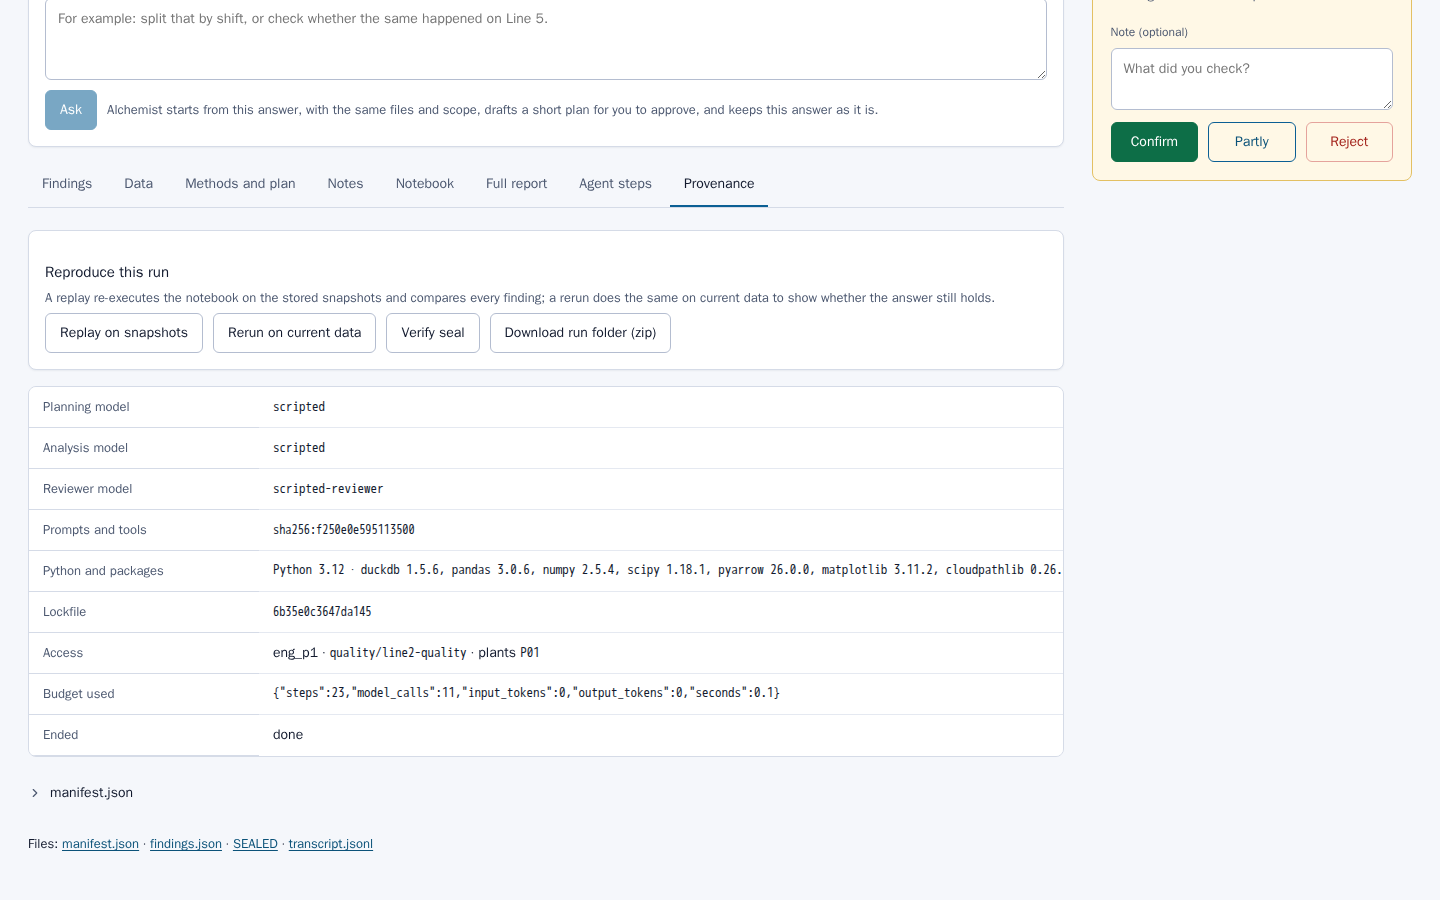 For example: split that by shift, or check whether the same happened on Line 5.
Ask
Alchemist starts from this answer, with the same files and scope, drafts a short plan for you to approve, and keeps this answer as it is.
Note (optional)
What did you check?
Confirm
Partly
Reject
Findings
Data
Methods and plan
Notes
Notebook
Full report
Agent steps
Provenance
Reproduce this run
A replay re-executes the notebook on the stored snapshots and compares every finding; a rerun does the same on current data to show whether the answer still holds.
Replay on snapshots
Rerun on current data
Verify seal
Download run folder (zip)
Planning model scripted
Analysis model scripted
Reviewer model scripted-reviewer
Prompts and tools sha256:f250e0e595113500
Python and packages Python 3.12 · duckdb 1.5.6, pandas 3.0.6, numpy 2.5.4, scipy 1.18.1, pyarrow 26.0.0, matplotlib 3.11.2, cloudpathlib 0.26.
Lockfile 6b35e0c3647da145
Access eng_p1 · quality/line2-quality · plants P01
Budget used {"steps":23,"model_calls":11,"input_tokens":0,"output_tokens":0,"seconds":0.1}
Ended done
manifest.json
Files: manifest.json · findings.json · SEALED · transcript.jsonl